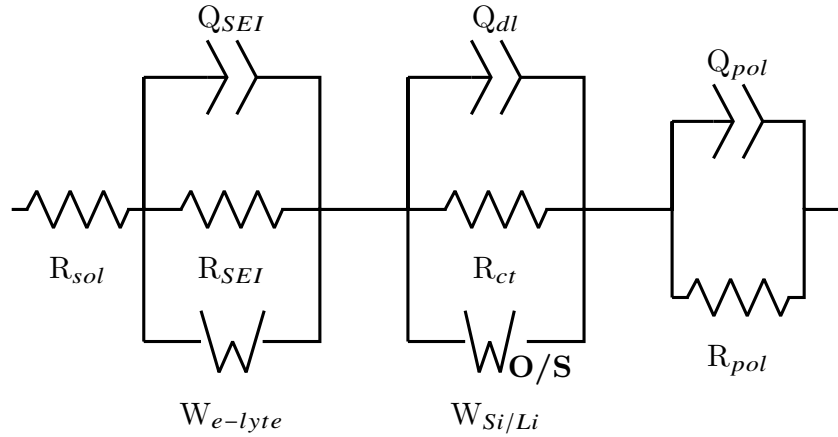 Q_SEI
Q_dl
Q_pol
R_sol
R_SEI
R_ct
R_pol
O/S
W_e-lyte
W_Si/Li